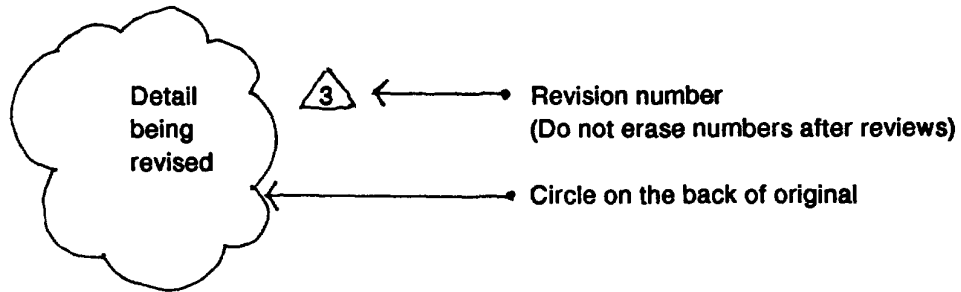 Detail
being
revised
3
Revision number
(Do not erase numbers after reviews)
Circle on the back of original